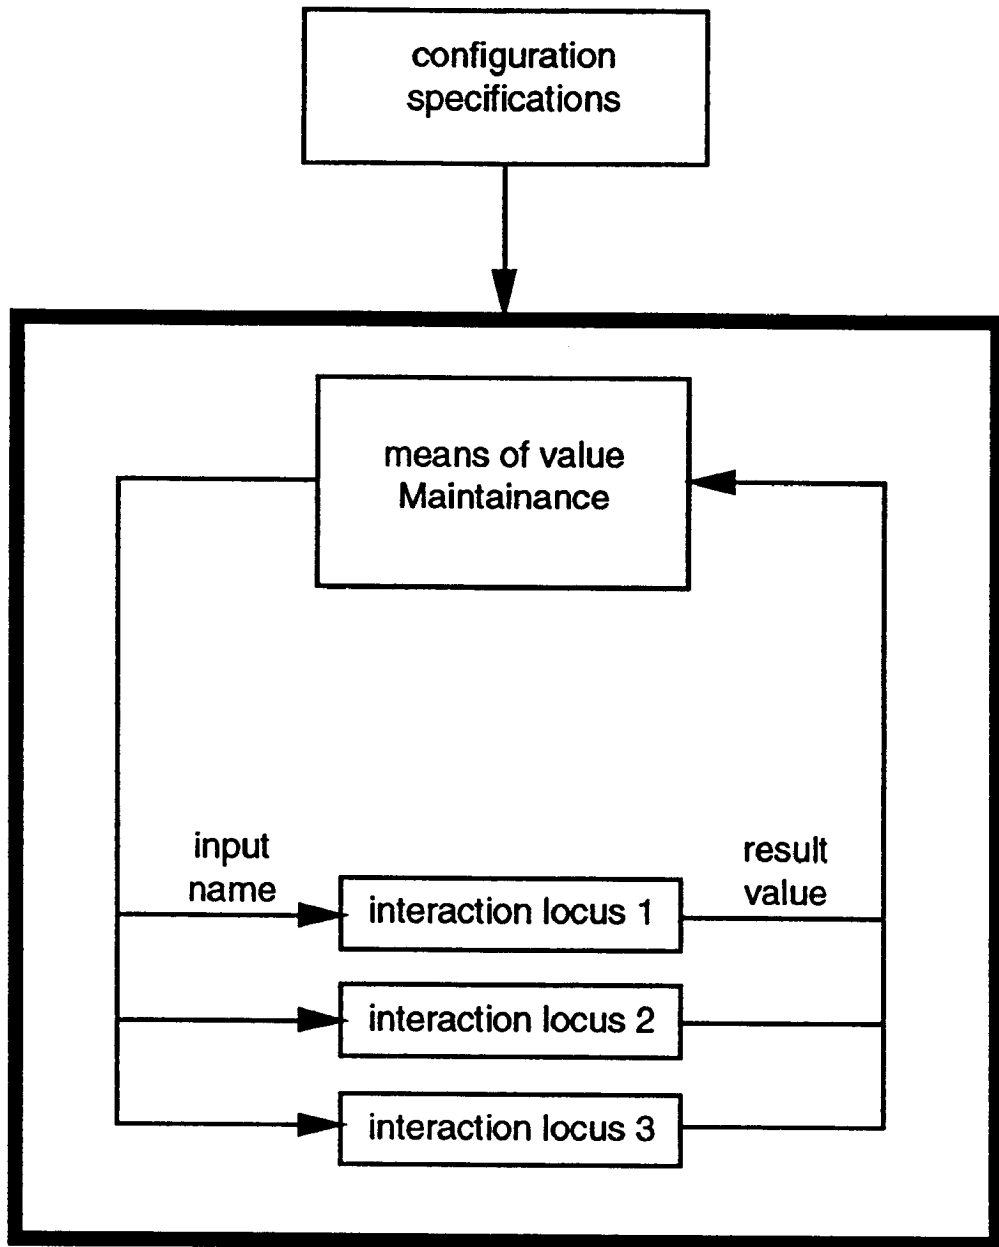 configuration
specifications
means of value
Maintainance
input
name
result
value
interaction locus 1
interaction locus 2
interaction locus 3